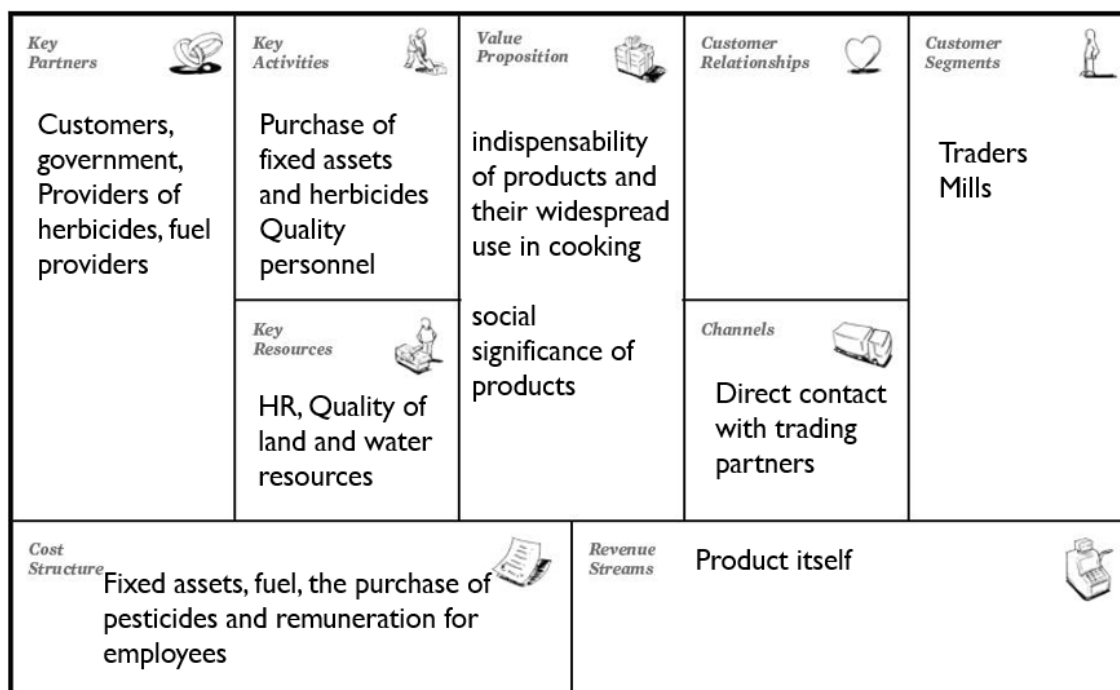 Key
Partners
Customers,
government,
Providers of
herbicides, fuel
providers
Key
Activities
Purchase of
fixed assets
and herbicides
Quality
personnel
Key
Resources
HR, Quality of
land and water
resources
Value
Proposition
indispensability
of products and
their widespread
use in cooking
social
significance of
products
Customer
Relationships
Channels
Direct contact
with trading
partners
Customer
Segments
Traders
Mills
Cost
Structure
Fixed assets, fuel, the purchase of
pesticides and remuneration for
employees
Revenue
Streams
Product itself